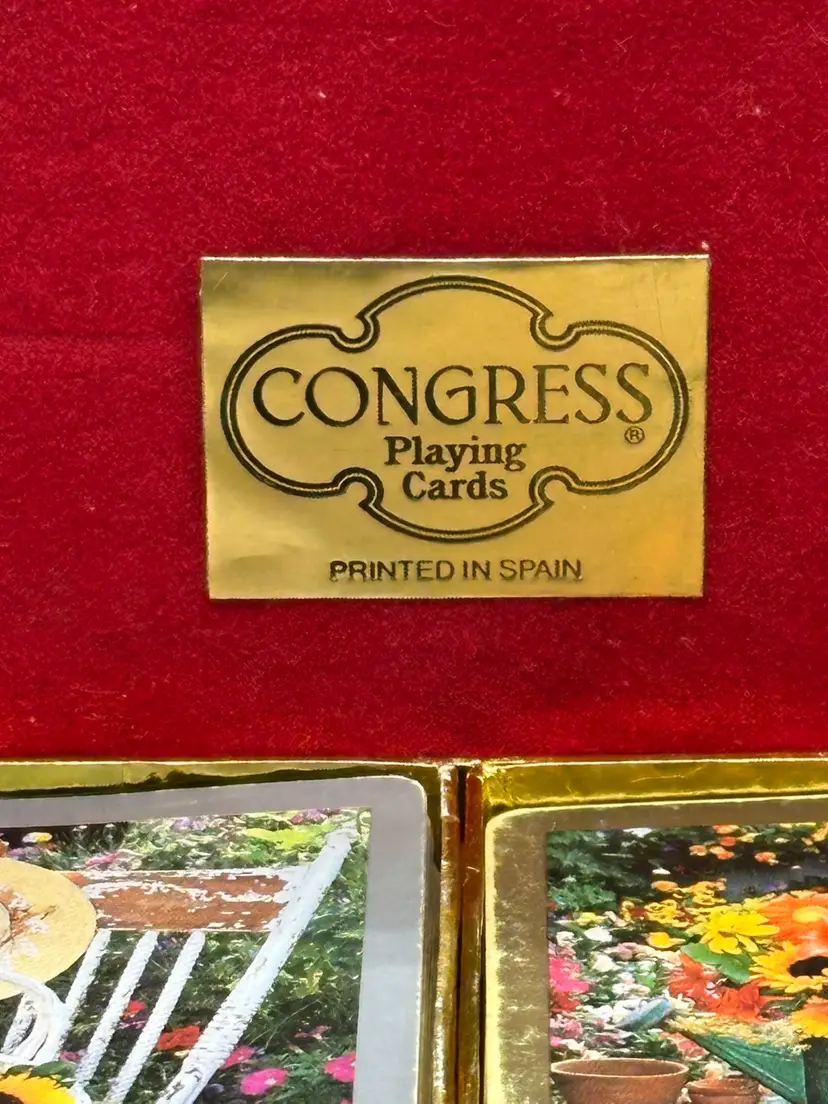 CONGRESS
®
Playing
Cards
PRINTED IN SPAIN